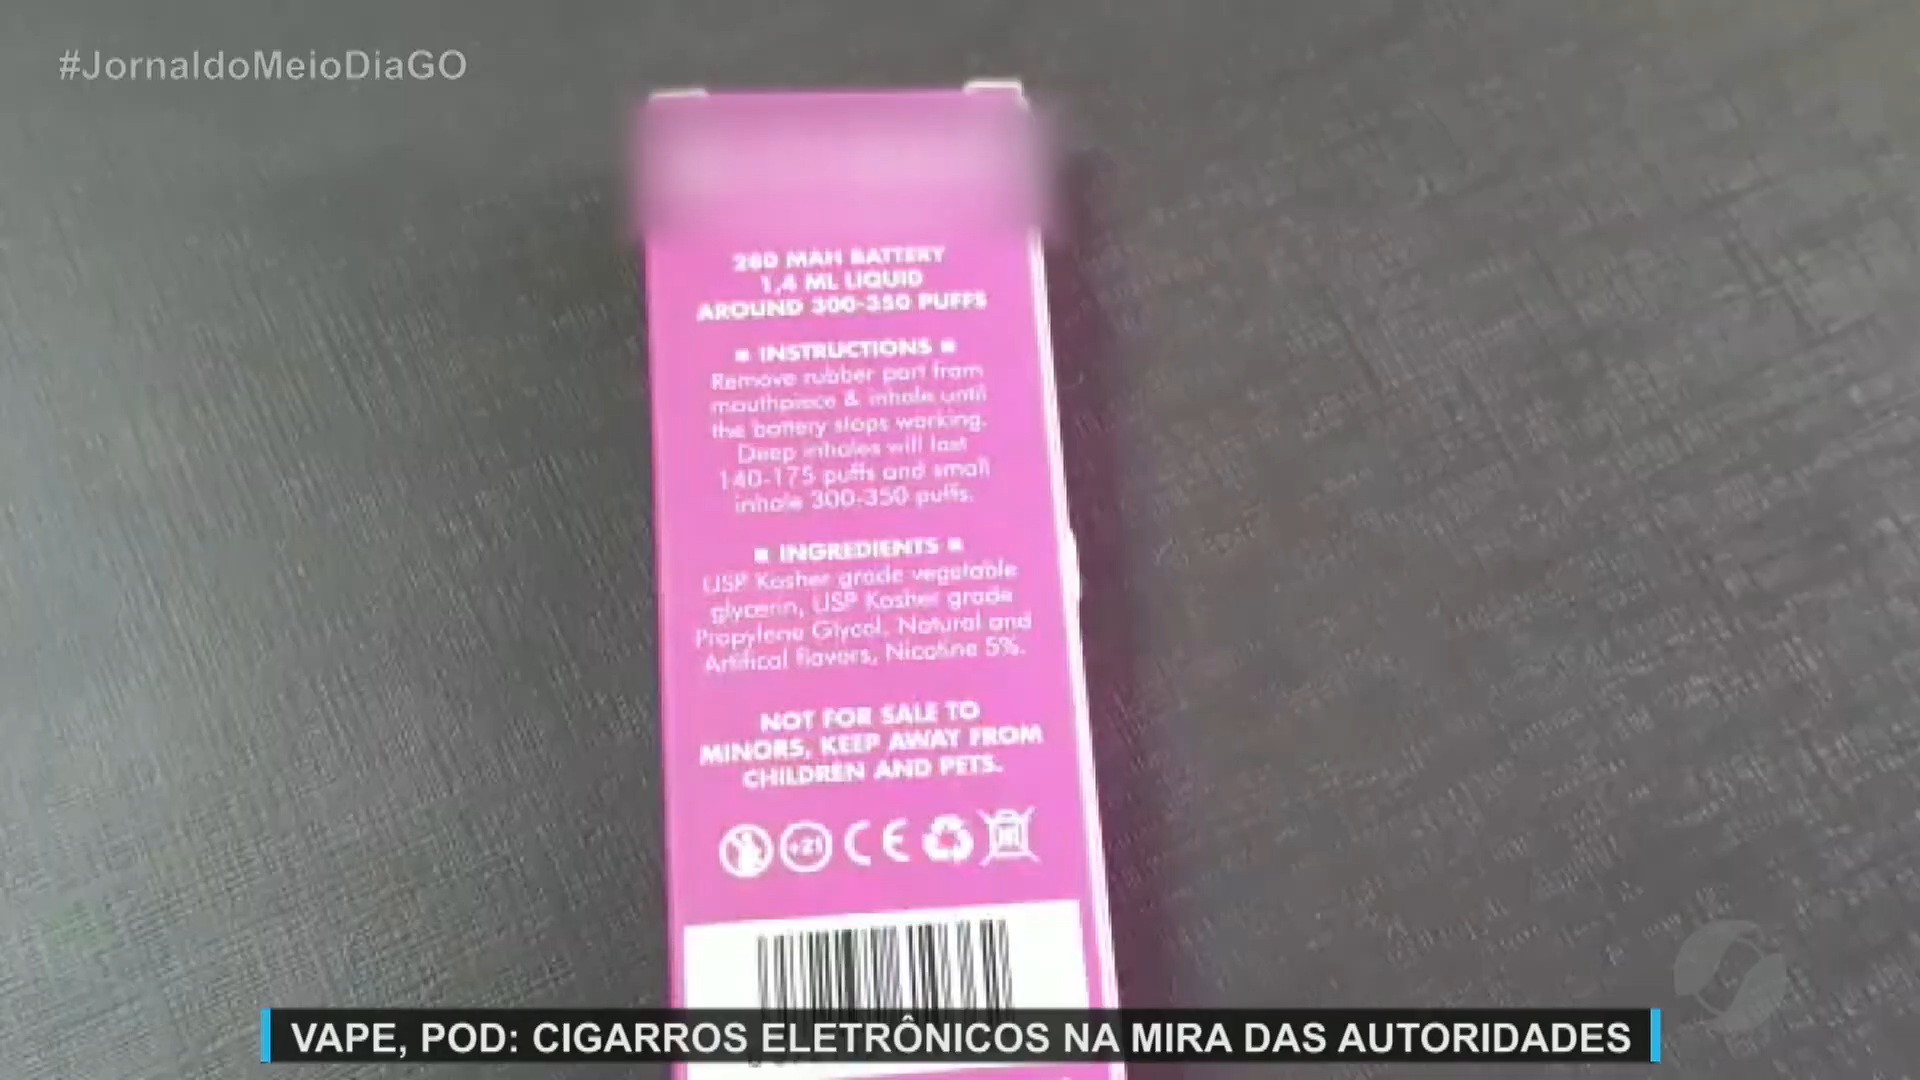 #JornaldoMeioDiaGO
280 MAH BATTERY
1,4 ML LIQUID
AROUND 300-350 PUFFS
INSTRUCTIONS
Remove rubber part from
mouthpiece & inhale until
the battery stops working.
Deep inhales will last
140-175 puffs and small
inhale 300-350 puffs.
INGREDIENTS
USP Kosher grade vegetable
glycerin, USP Kosher grade
Propylene Glycol, Natural and
Artifical flavors, Nicotine 5%.
NOT FOR SALE TO
MINORS, KEEP AWAY FROM
CHILDREN AND PETS.
+21 CE
VAPE, POD: CIGARROS ELETRÔNICOS NA MIRA DAS AUTORIDADES